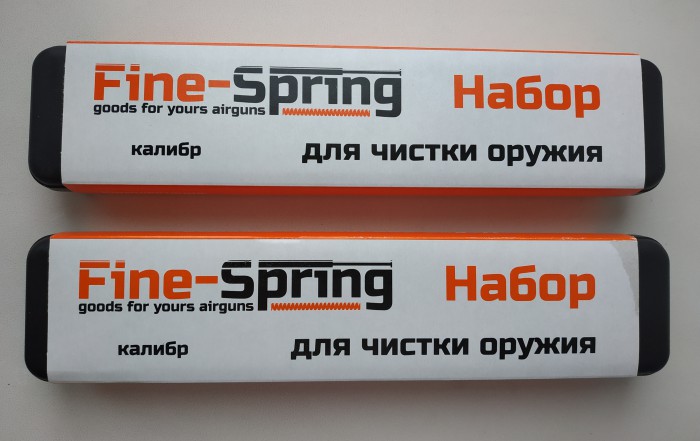 Fine-Spring Набор
goods for yours airguns
калибр для чистки оружия
Fine-Spring Набор
goods for yours airguns
калибр для чистки оружия